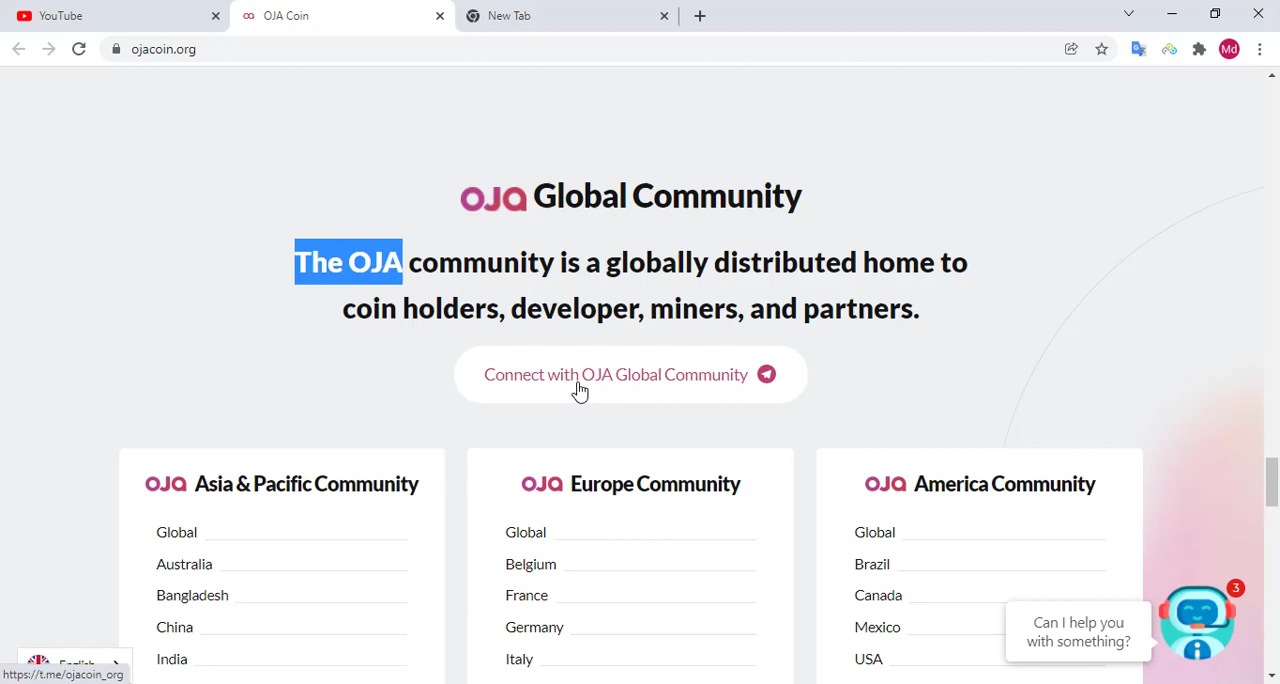 YouTube
OJA Coin
New Tab
ojacoin.org
Md
OJA Global Community
The OJA community is a globally distributed home to
coin holders, developer, miners, and partners.
Connect with OJA Global Community
OJA Asia & Pacific Community
Global
Australia
Bangladesh
China
India
OJA Europe Community
Global
Belgium
France
Germany
Italy
OJA America Community
Global
Brazil
Canada
Mexico
USA
3
Can I help you
with something?
English
https://t.me/ojacoin_org